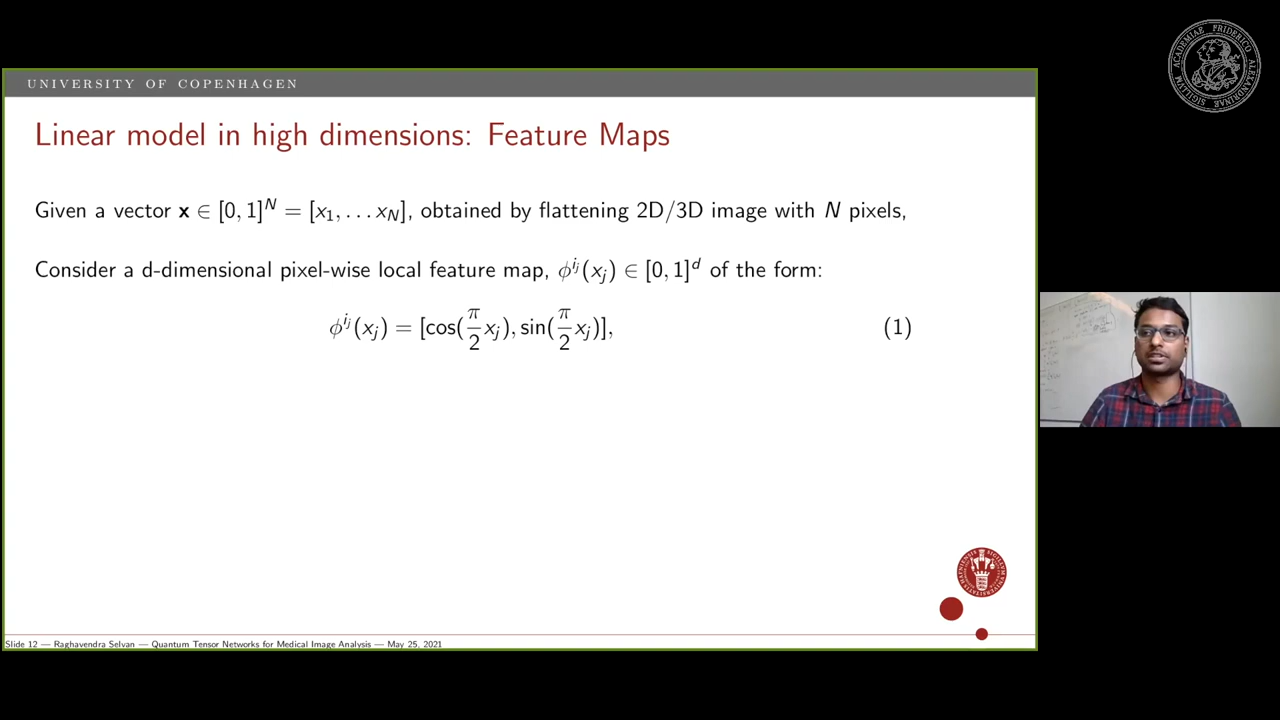 UNIVERSITY OF COPENHAGEN
Linear model in high dimensions: Feature Maps
Given a vector x ∈ [0, 1]^N = [x_1, . . . x_N], obtained by flattening 2D/3D image with N pixels,
Consider a d-dimensional pixel-wise local feature map, ϕ^{i_j}(x_j) ∈ [0, 1]^d of the form:
ϕ^{i_j}(x_j) = [cos(π/2 x_j), sin(π/2 x_j)], (1)
Slide 12 — Raghavendra Selvan — Quantum Tensor Networks for Medical Image Analysis — May 25, 2021